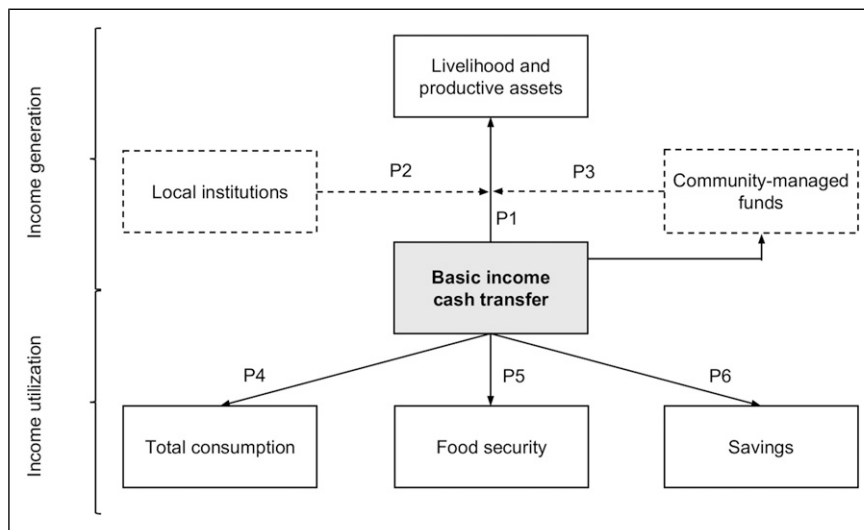 Income generation
Livelihood and
productive assets
Local institutions
P2
P3
Community-managed
funds
P1
Basic income
cash transfer
Income utilization
P4
P5
P6
Total consumption
Food security
Savings